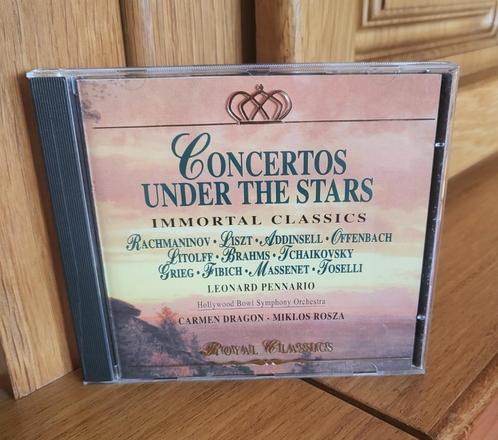 CONCERTOS
UNDER THE STARS
IMMORTAL CLASSICS
RACHMANINOV · LISZT · ADDINSELL · OFFENBACH
LITOLFF · BRAHMS · TCHAIKOVSKY
GRIEG · FIBICH · MASSENET · TOSELLI
LEONARD PENNARIO
Hollywood Bowl Symphony Orchestra
CARMEN DRAGON - MIKLOS ROSZA
ROYAL CLASSICS